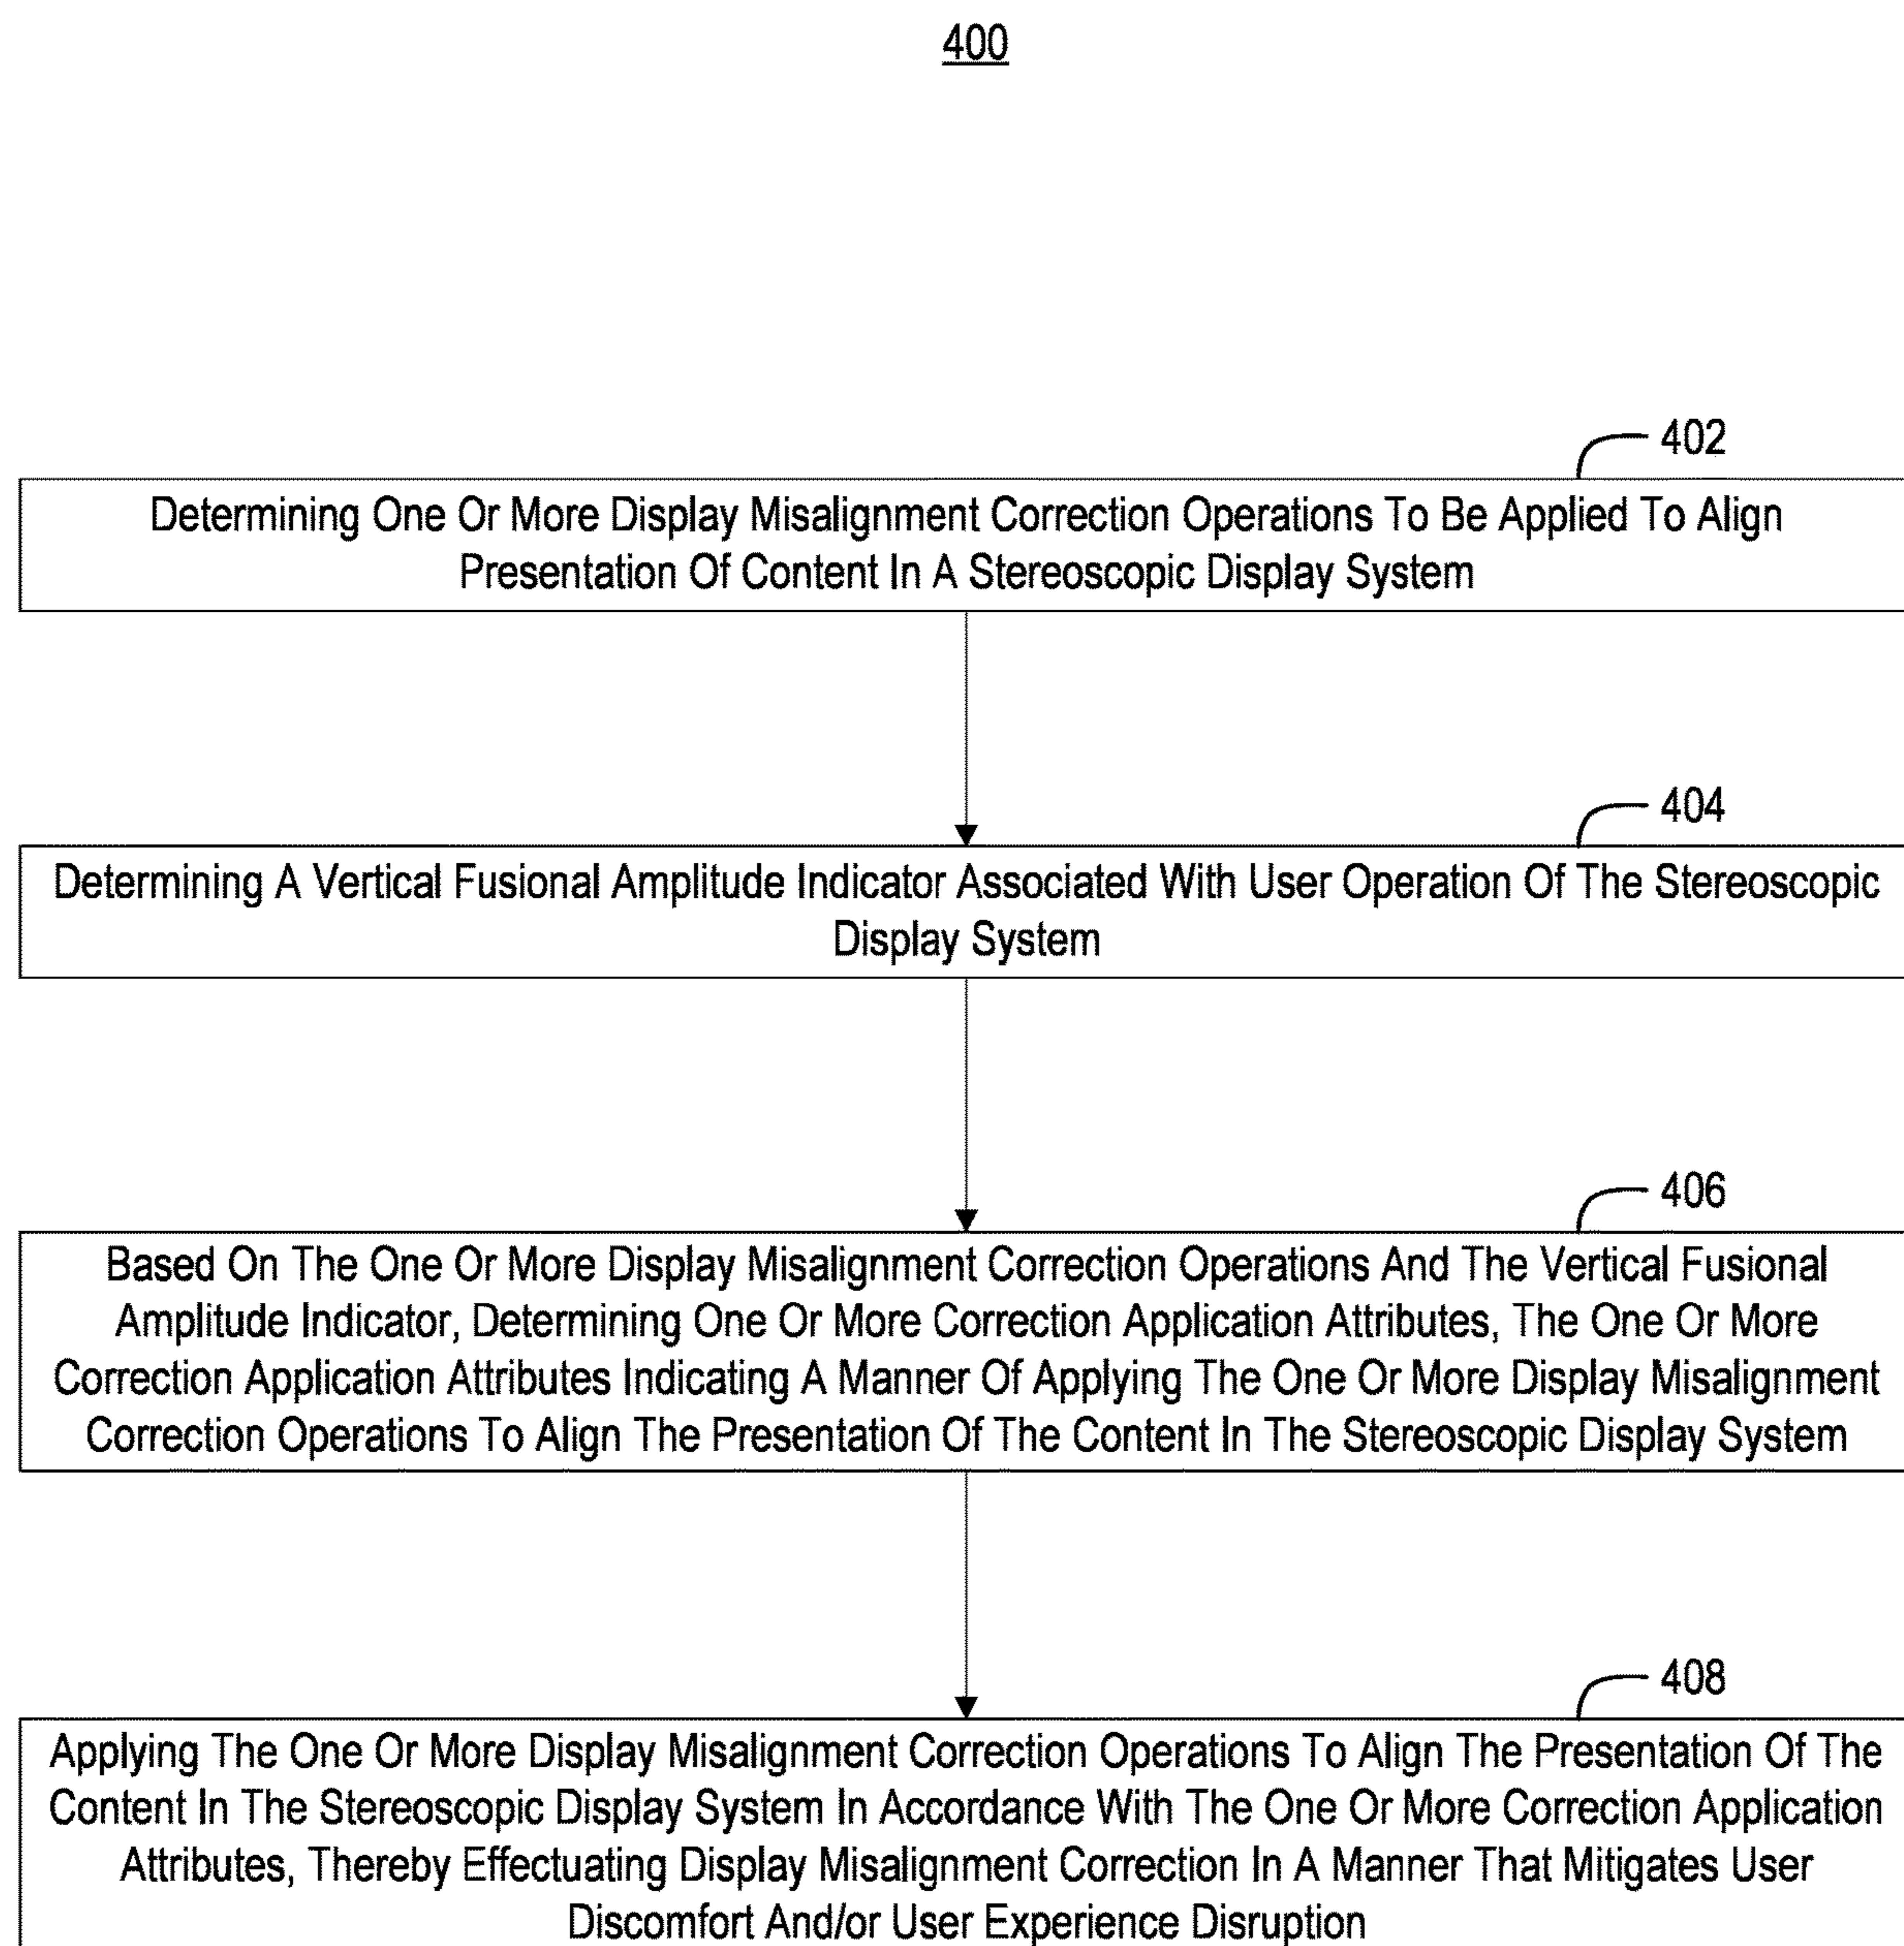 400
402
Determining One Or More Display Misalignment Correction Operations To Be Applied To Align
Presentation Of Content In A Stereoscopic Display System
404
Determining A Vertical Fusional Amplitude Indicator Associated With User Operation Of The Stereoscopic
Display System
406
Based On The One Or More Display Misalignment Correction Operations And The Vertical Fusional
Amplitude Indicator, Determining One Or More Correction Application Attributes, The One Or More
Correction Application Attributes Indicating A Manner Of Applying The One Or More Display Misalignment
Correction Operations To Align The Presentation Of The Content In The Stereoscopic Display System
408
Applying The One Or More Display Misalignment Correction Operations To Align The Presentation Of The
Content In The Stereoscopic Display System In Accordance With The One Or More Correction Application
Attributes, Thereby Effectuating Display Misalignment Correction In A Manner That Mitigates User
Discomfort And/or User Experience Disruption